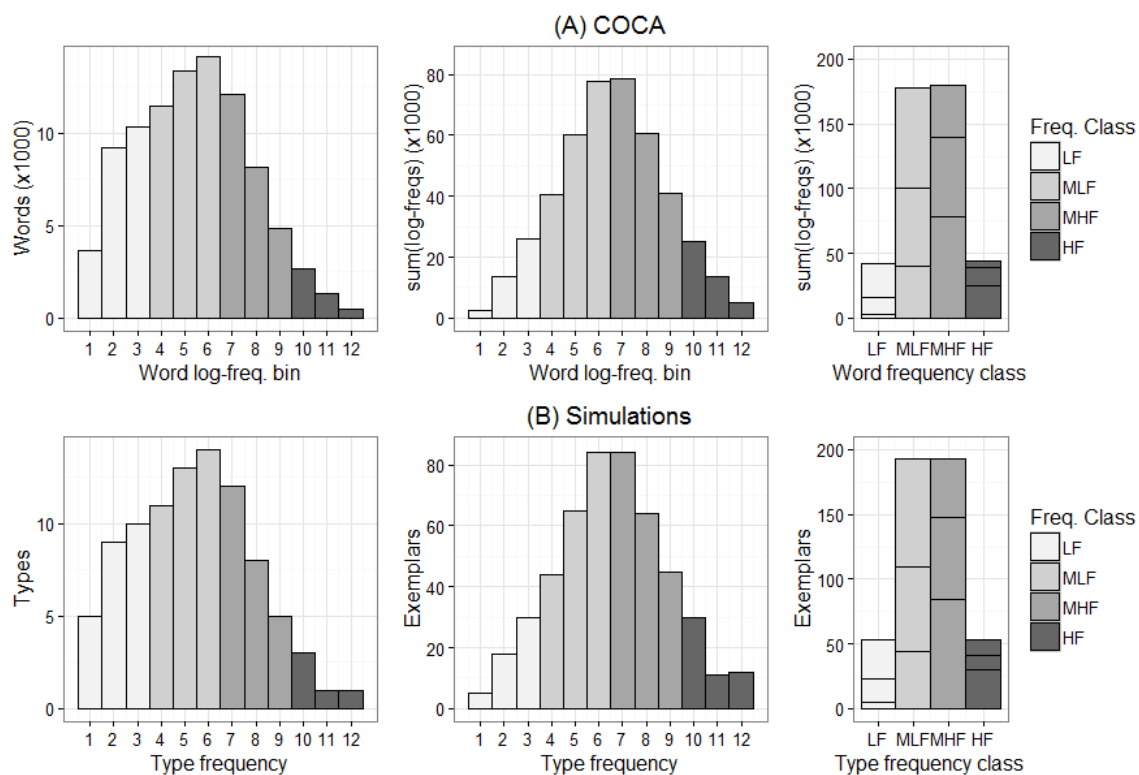 (A) COCA
Words (x1000)
0 5 10
1 2 3 4 5 6 7 8 9 10 11 12
Word log-freq. bin
sum(log-freqs) (x1000)
0 20 40 60 80
1 2 3 4 5 6 7 8 9 10 11 12
Word log-freq. bin
sum(log-freqs) (x1000)
0 50 100 150 200
LF MLF MHF HF
Word frequency class
Freq. Class
LF
MLF
MHF
HF
(B) Simulations
Types
0 5 10
1 2 3 4 5 6 7 8 9 10 11 12
Type frequency
Exemplars
0 20 40 60 80
1 2 3 4 5 6 7 8 9 10 11 12
Type frequency
Exemplars
0 50 100 150 200
LF MLF MHF HF
Type frequency class
Freq. Class
LF
MLF
MHF
HF